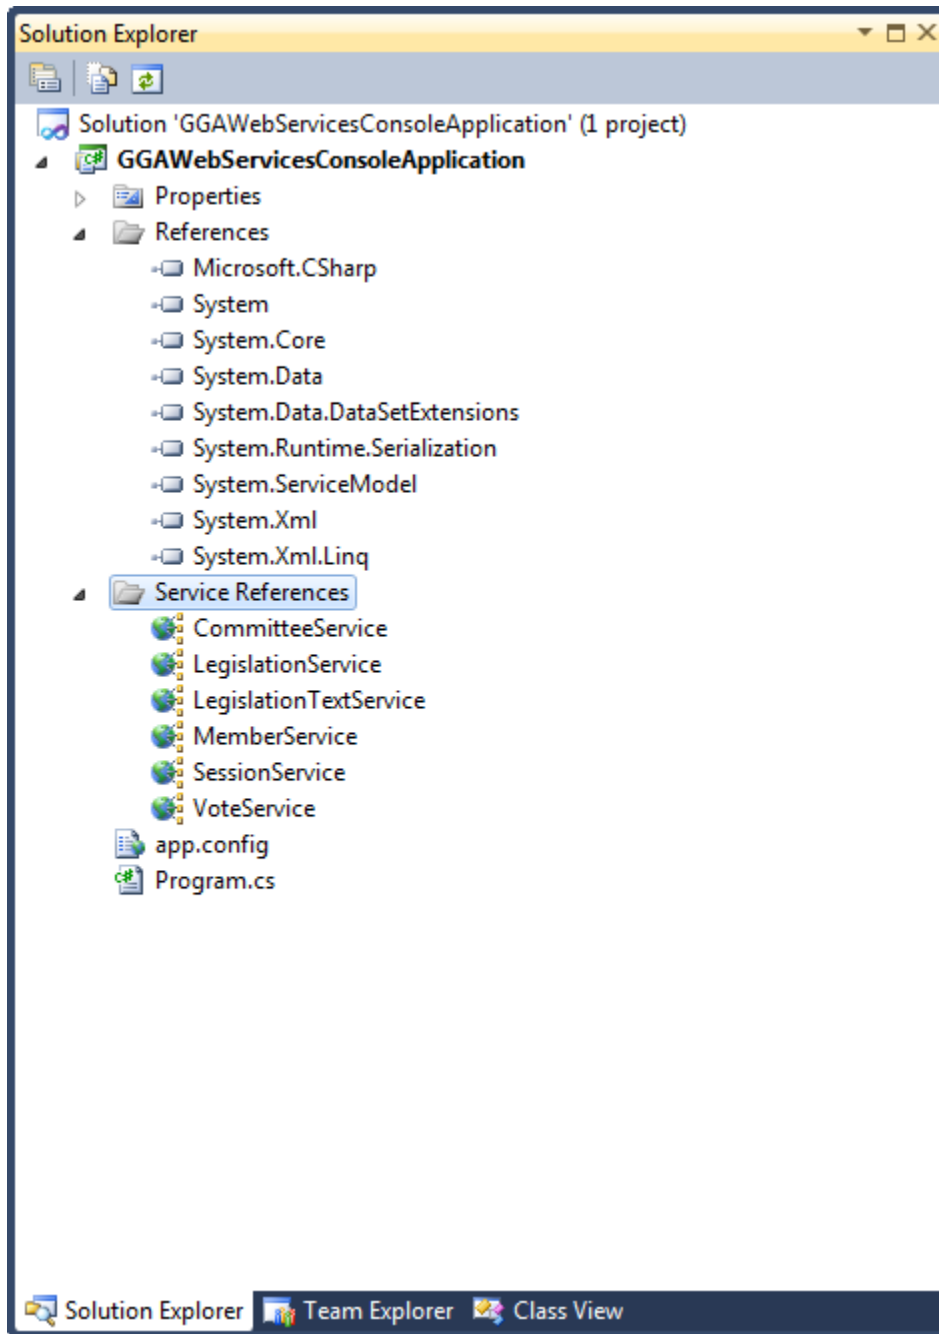 Solution Explorer
Solution 'GGAWebServicesConsoleApplication' (1 project)
GGAWebServicesConsoleApplication
Properties
References
Microsoft.CSharp
System
System.Core
System.Data
System.Data.DataSetExtensions
System.Runtime.Serialization
System.ServiceModel
System.Xml
System.Xml.Linq
Service References
CommitteeService
LegislationService
LegislationTextService
MemberService
SessionService
VoteService
app.config
Program.cs
Solution Explorer Team Explorer Class View